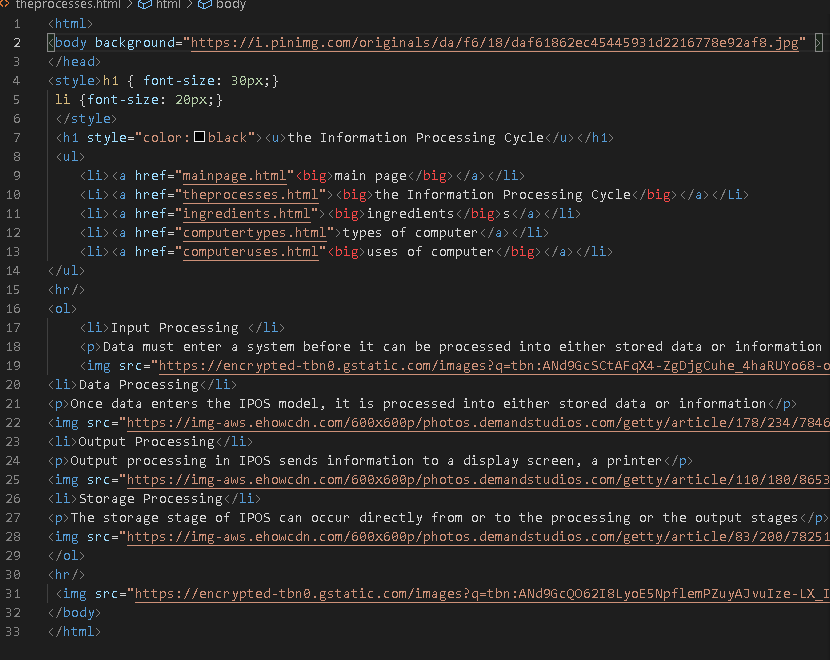 theprocesses.html > html > body
1 <html>
2 <body background="https://i.pinimg.com/originals/da/f6/18/daf61862ec45445931d2216778e92af8.jpg" >
3 </head>
4 <style>h1 { font-size: 30px;}
5 li {font-size: 20px;}
6 </style>
7 <h1 style="color:black"><u>the Information Processing Cycle</u></h1>
8 <ul>
9 <li><a href="mainpage.html"<big>main page</big></a></li>
10 <Li><a href="theprocesses.html"><big>the Information Processing Cycle</big></a></Li>
11 <li><a href="ingredients.html"><big>ingredients</big>s</a></li>
12 <li><a href="computertypes.html">types of computer</a></li>
13 <li><a href="computeruses.html"<big>uses of computer</big></a></li>
14 </ul>
15 <hr/>
16 <ol>
17 <li>Input Processing </li>
18 <p>Data must enter a system before it can be processed into either stored data or information
19 <img src="https://encrypted-tbn0.gstatic.com/images?q=tbn:ANd9GcSCtAFqX4-ZgDjgCuhe_4haRUYo68-o
20 <li>Data Processing</li>
21 <p>Once data enters the IPOS model, it is processed into either stored data or information</p>
22 <img src="https://img-aws.ehowcdn.com/600x600p/photos.demandstudios.com/getty/article/178/234/7846
23 <li>Output Processing</li>
24 <p>Output processing in IPOS sends information to a display screen, a printer</p>
25 <img src="https://img-aws.ehowcdn.com/600x600p/photos.demandstudios.com/getty/article/110/180/8653
26 <li>Storage Processing</li>
27 <p>The storage stage of IPOS can occur directly from or to the processing or the output stages</p>
28 <img src="https://img-aws.ehowcdn.com/600x600p/photos.demandstudios.com/getty/article/83/200/78251
29 </ol>
30 <hr/>
31 <img src="https://encrypted-tbn0.gstatic.com/images?q=tbn:ANd9GcQO62I8LyoE5NpflemPZuyAJvuIze-LX_I
32 </body>
33 </html>